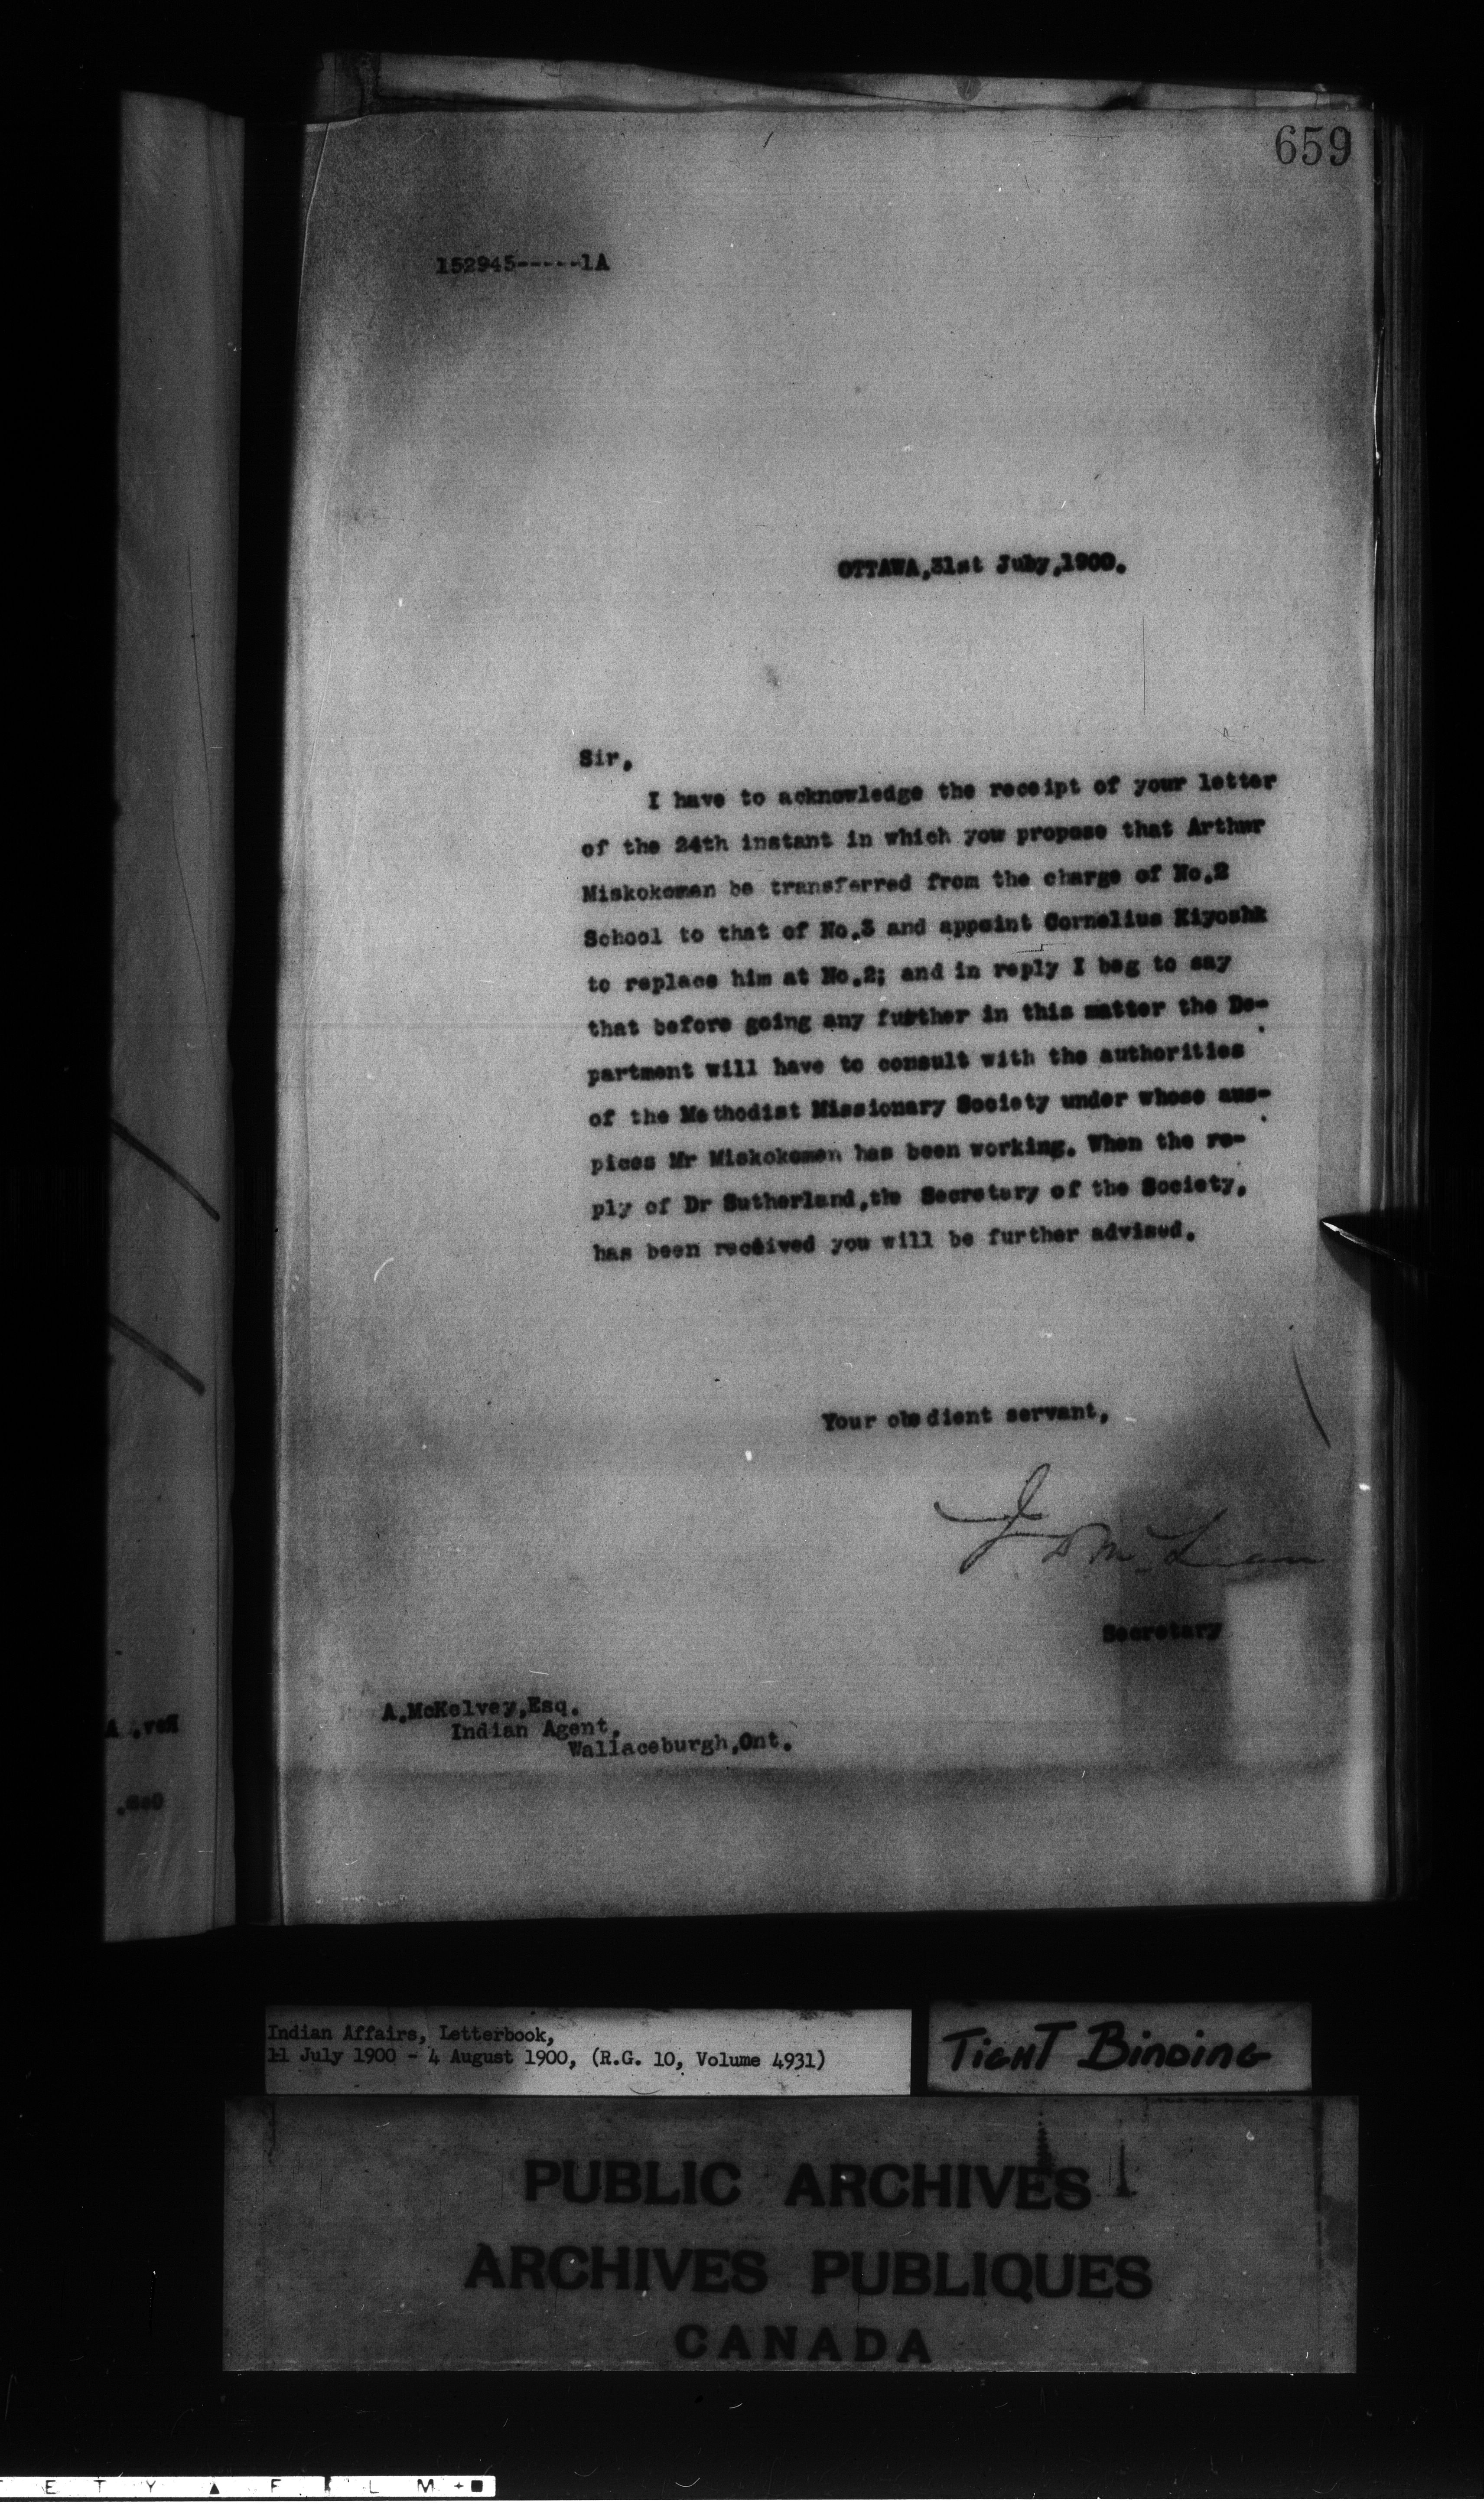 659
152945-----1A
OTTAWA, 31st July, 1900.
Sir,
I have to acknowledge the receipt of your letter
of the 24th instant in which you propose that Arthur
Miskokomon be transferred from the charge of No.2
School to that of No.3 and appoint Cornelius Kiyoshk
to replace him at No.2; and in reply I beg to say
that before going any further in this matter the De-
partment will have to consult with the authorities
of the Methodist Missionary Society under whose aus-
pices Mr Miskokomon has been working. When the re-
ply of Dr Sutherland, the Secretary of the Society,
has been received you will be further advised.
Your obedient servant,
J D McLean
Secretary
A.McKelvey,Esq.
Indian Agent,
Wallaceburgh,Ont.
Indian Affairs, Letterbook,
11 July 1900 - 4 August 1900, (R.G. 10, Volume 4931)
TIGHT BINDING
PUBLIC ARCHIVES
ARCHIVES PUBLIQUES
CANADA
E T Y ▲ F I L M + ■